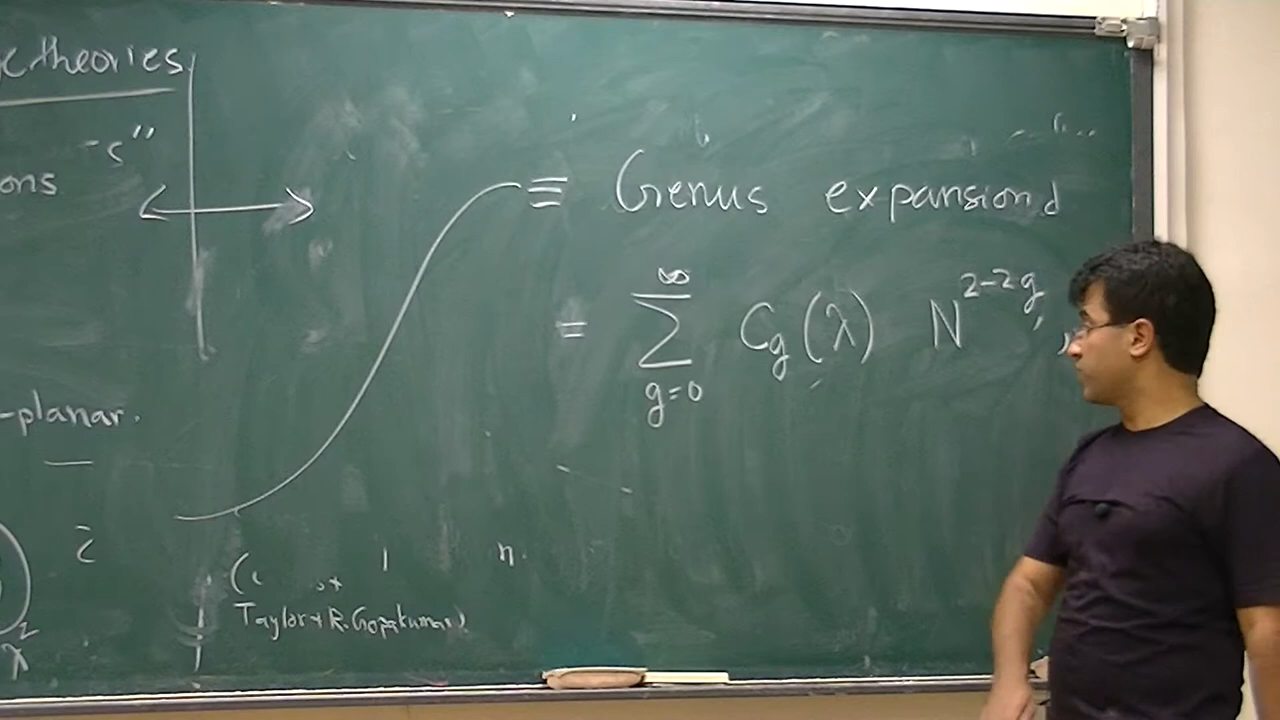 theories
"
ons
-planar.
≡ Genus expansion
= ∑_{g=0}^{∞} C_g(λ) N^{2-2g},
Taylor + R. Gopakumar)